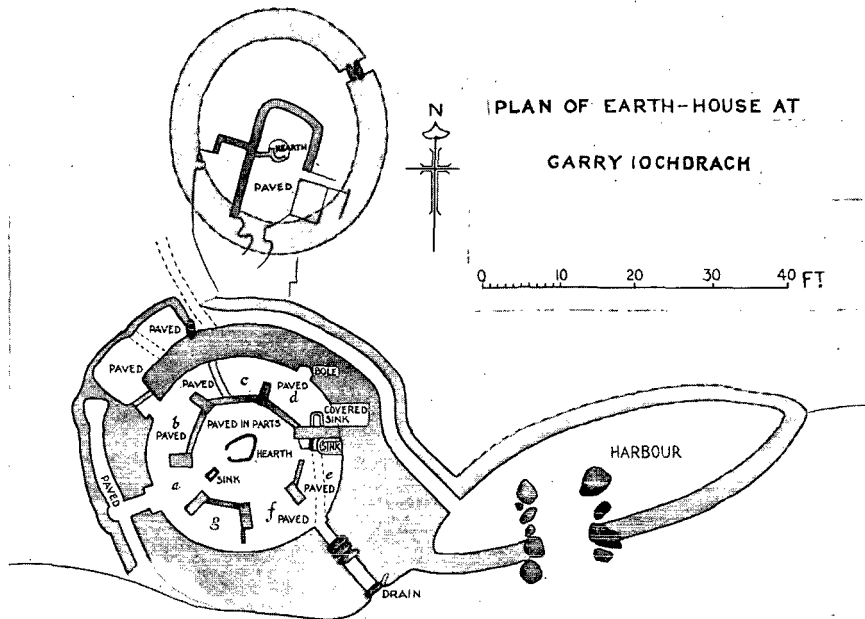 PLAN OF EARTH-HOUSE AT
GARRY IOCHDRACH
N
0 10 20 30 40 FT
HEARTH
PAVED
PAVED
PAVED
PAVED
c
PAVED
d
BOLE
COVERED
SINK
SINK
b
PAVED
PAVED IN PARTS
HEARTH
SINK
a
PAVED
e
PAVED
f
PAVED
g
DRAIN
HARBOUR